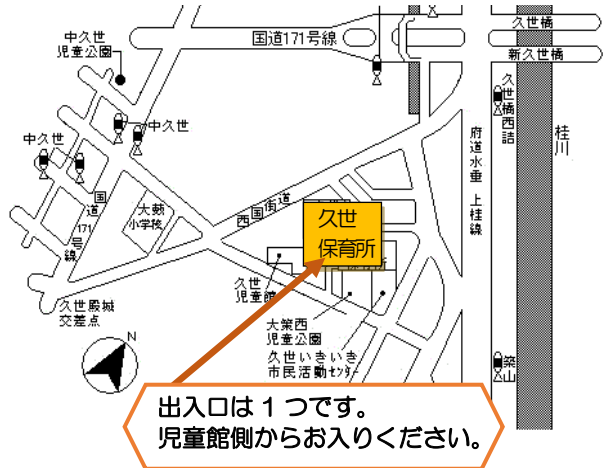 久世橋
国道171号線
新久世橋
中久世
児童公園
中久世
中久世
久世橋西詰
桂川
府道水垂上桂線
国道171号線
大薮
小学校
西国街道
久世
保育所
久世
児童館
久世殿城
交差点
大築西
児童公園
久世いきいき
市民活動センター
築山
N
出入口は１つです。
児童館側からお入りください。